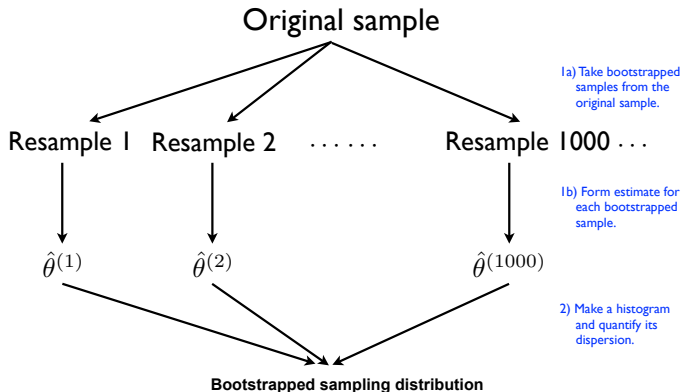 Original sample
1a) Take bootstrapped
samples from the
original sample.
Resample 1 Resample 2 . . . . . . Resample 1000 . . .
1b) Form estimate for
each bootstrapped
sample.
θ̂^(1) θ̂^(2) θ̂^(1000)
2) Make a histogram
and quantify its
dispersion.
Bootstrapped sampling distribution